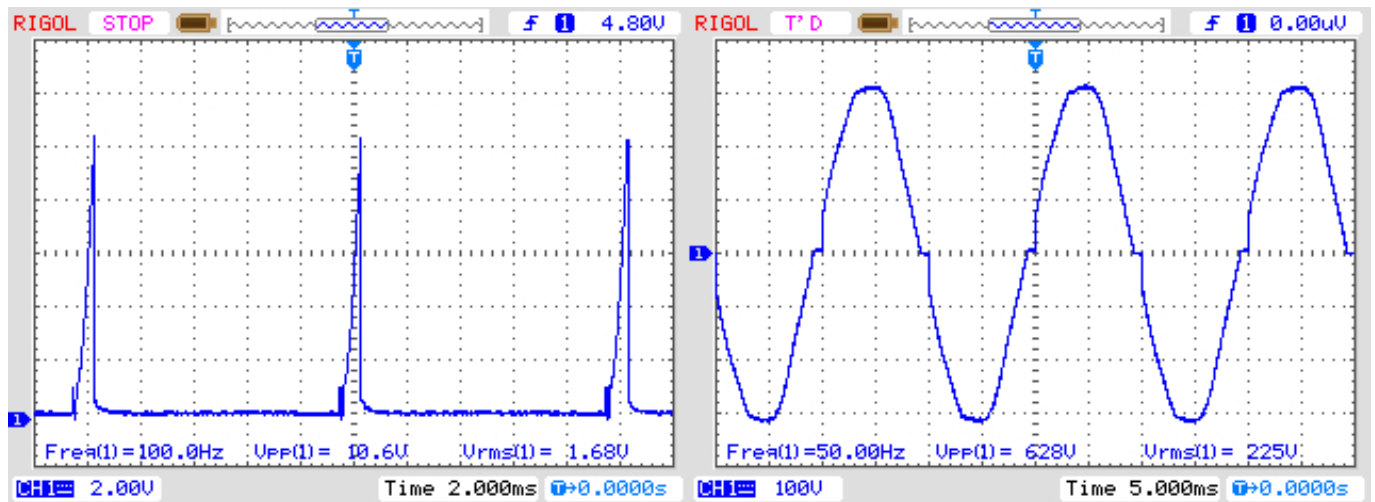 RIGOL STOP T 1 4.80V
T
1
Freq(1)=100.0Hz Vpp(1)= 10.6V Vrms(1)= 1.68V
CH1 2.00V Time 2.000ms T→0.0000s
RIGOL T'D T 1 0.00uV
T
1
Freq(1)=50.00Hz Vpp(1)= 628V Vrms(1)= 225V
CH1 100V Time 5.000ms T→0.0000s